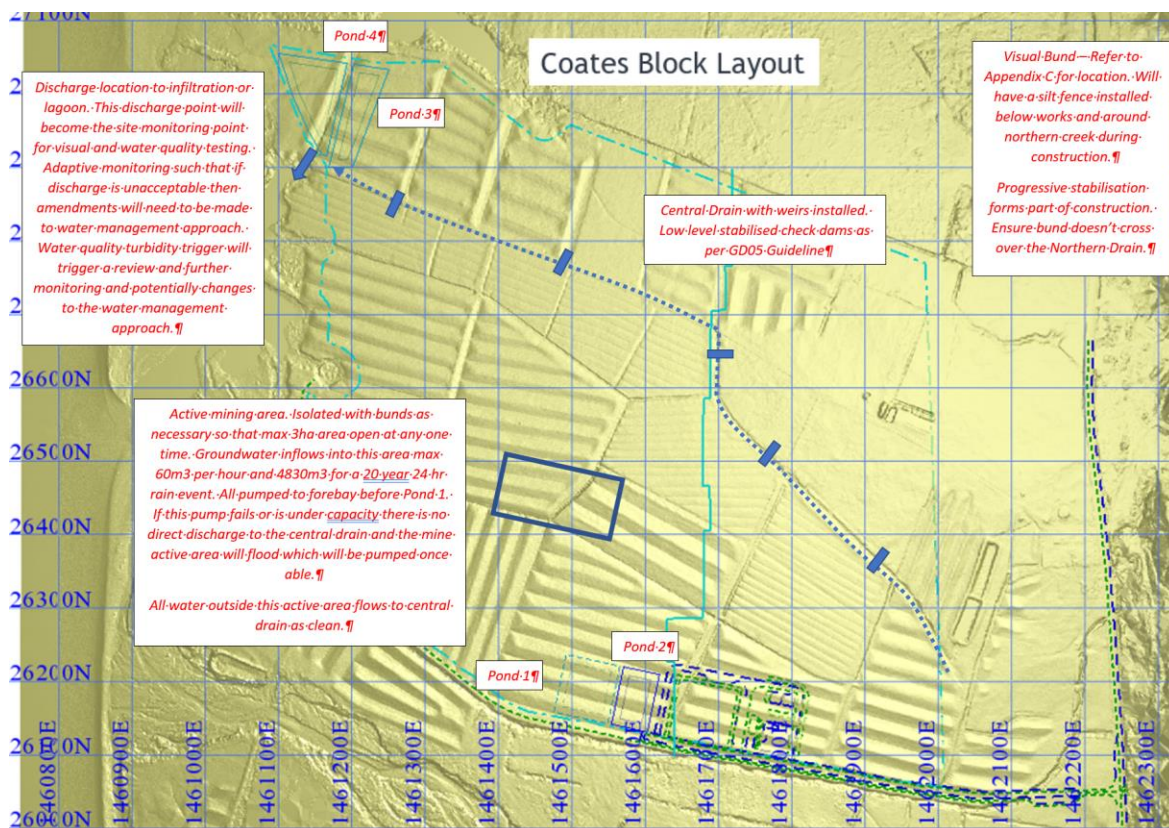 27100N
Pond·4¶
Coates Block Layout
Visual·Bund·–·Refer·to·
Appendix·C·for·location.·Will·
have·a·silt·fence·installed·
below·works·and·around·
northern·creek·during·
construction.¶
Progressive·stabilisation·
forms·part·of·construction.·
Ensure·bund·doesn't·cross·
over·the·Northern·Drain.¶
Discharge·location·to·infiltration·or·
lagoon.·This·discharge·point·will·
become·the·site·monitoring·point·
for·visual·and·water·quality·testing.·
Adaptive·monitoring·such·that·if·
discharge·is·unacceptable·then·
amendments·will·need·to·be·made·
to·water·management·approach.·
Water·quality·turbidity·trigger·will·
trigger·a·review·and·further·
monitoring·and·potentially·changes·
to·the·water·management·
approach.¶
Pond·3¶
Central·Drain·with·weirs·installed.·
Low·level·stabilised·check·dams·as·
per·GD05·Guideline¶
26600N
Active·mining·area.·Isolated·with·bunds·as·
necessary·so·that·max·3ha·area·open·at·any·one·
time.·Groundwater·inflows·into·this·area·max·
60m3·per·hour·and·4830m3·for·a·20·year·24·hr·
rain·event.·All·pumped·to·forebay·before·Pond·1.·
If·this·pump·fails·or·is·under·capacity·there·is·no·
direct·discharge·to·the·central·drain·and·the·mine·
active·area·will·flood·which·will·be·pumped·once·
able.¶
All·water·outside·this·active·area·flows·to·central·
drain·as·clean.¶
26500N
26400N
26300N
Pond·2¶
Pond·1¶
26200N
26100N
26000N
1460800E
1460900E
1461000E
1461100E
1461200E
1461300E
1461400E
1461500E
1461600E
1461700E
1461800E
1461900E
1462000E
1462100E
1462200E
1462300E